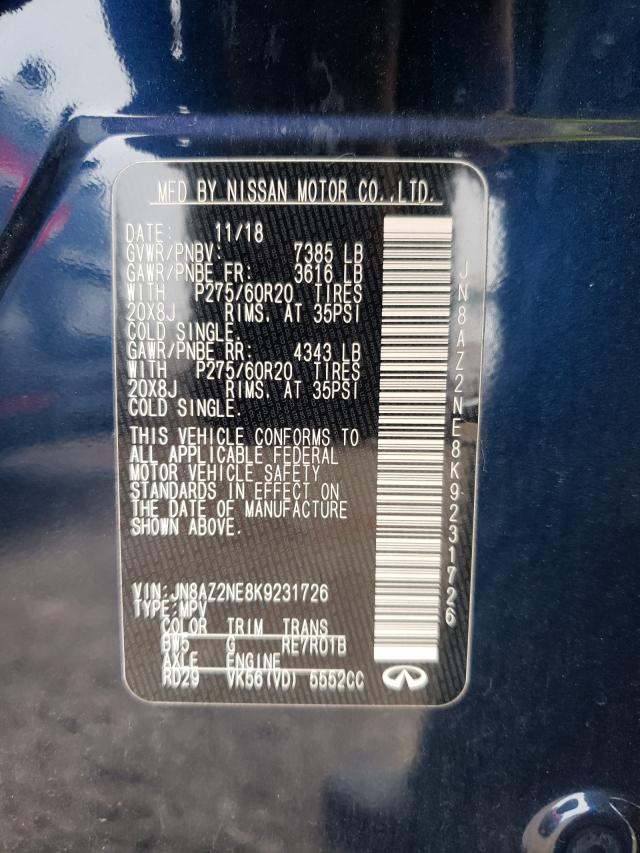 MFD BY NISSAN MOTOR CO.,LTD.
DATE: 11/18
GVWR/PNBV: 7385 LB
GAWR/PNBE FR: 3616 LB
WITH P275/60R20 TIRES
20X8J RIMS. AT 35PSI
COLD SINGLE.
GAWR/PNBE RR: 4343 LB
WITH P275/60R20 TIRES
20X8J RIMS. AT 35PSI
COLD SINGLE.
THIS VEHICLE CONFORMS TO
ALL APPLICABLE FEDERAL
MOTOR VEHICLE SAFETY
STANDARDS IN EFFECT ON
THE DATE OF MANUFACTURE
SHOWN ABOVE.
VIN:JN8AZ2NE8K9231726
TYPE:MPV
COLOR TRIM TRANS
BW5 G RE7R01B
AXLE ENGINE
RD29 VK56(VD) 5552CC
JN8AZ2NE8K9231726